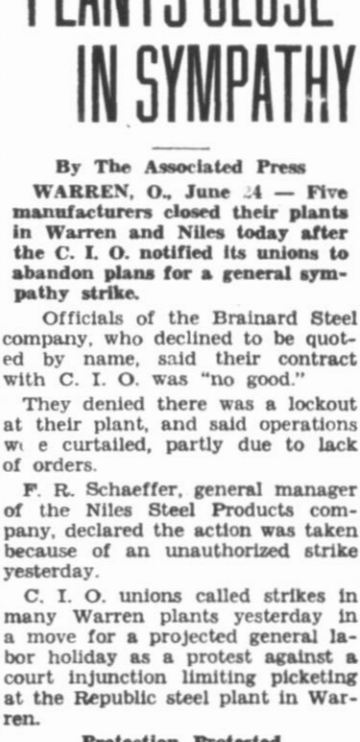 PLANTS CLOSE
IN SYMPATHY
By The Associated Press
WARREN, O., June 24 — Five
manufacturers closed their plants
in Warren and Niles today after
the C. I. O. notified its unions to
abandon plans for a general sym-
pathy strike.
Officials of the Brainard Steel
company, who declined to be quot-
ed by name, said their contract
with C. I. O. was "no good."
They denied there was a lockout
at their plant, and said operations
we e curtailed, partly due to lack
of orders.
F. R. Schaeffer, general manager
of the Niles Steel Products com-
pany, declared the action was taken
because of an unauthorized strike
yesterday.
C. I. O. unions called strikes in
many Warren plants yesterday in
a move for a projected general la-
bor holiday as a protest against a
court injunction limiting picketing
at the Republic steel plant in War-
ren.
Protection Protested